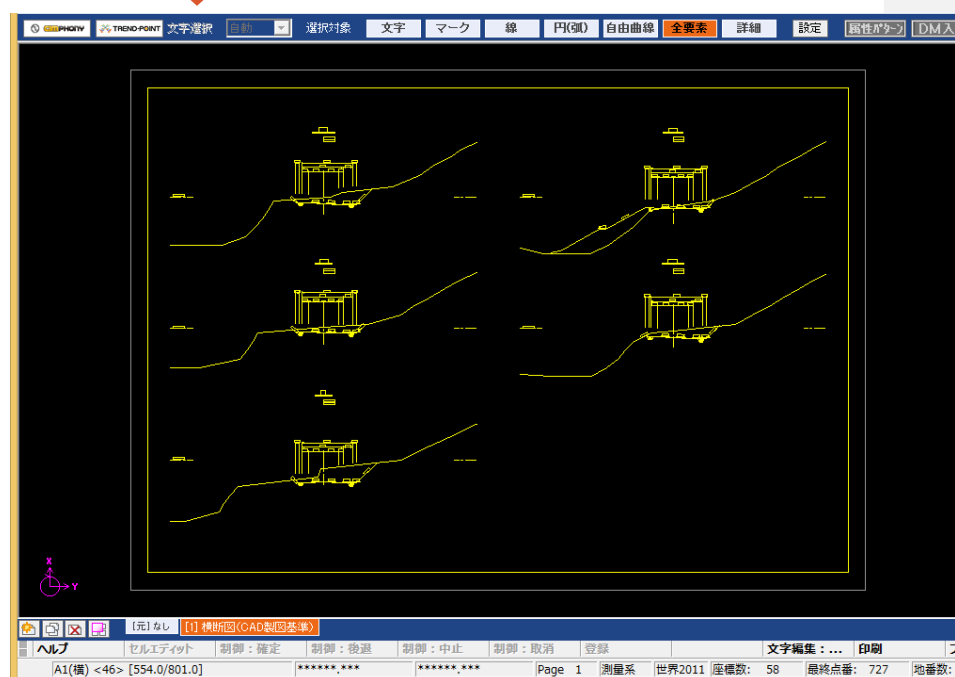 SiMPHONY TREND-POINT 文字選択 自動 選択対象 文字 マーク 線 円(弧) 自由曲線 全要素 詳細 設定 属性パターン DM入
X
Y
[元] なし [1] 横断図(CAD製図基準)
ヘルプ セルエディット 制御:確定 制御:後退 制御:中止 制御:取消 登録 文字編集:... 印刷
A1(横) <46> [554.0/801.0] ******.*** ******.*** Page 1 測量系 世界2011 座標数: 58 最終点番: 727 地番数: